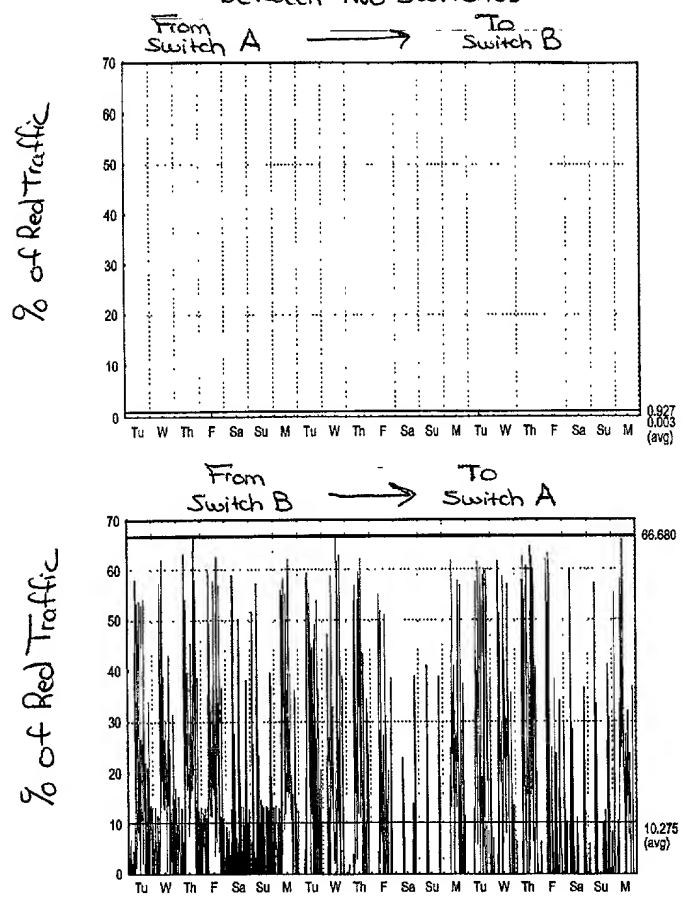 between two switches
From To
Switch A Switch B
% of Red Traffic
70
60
50
40
30
20
10
0
0.927
0.003
(avg)
Tu W Th F Sa Su M Tu W Th F Sa Su M Tu W Th F Sa Su M
From To
Switch B Switch A
% of Red Traffic
70
66.680
60
50
40
30
20
10
10.275
(avg)
0
Tu W Th F Sa Su M Tu W Th F Sa Su M Tu W Th F Sa Su M